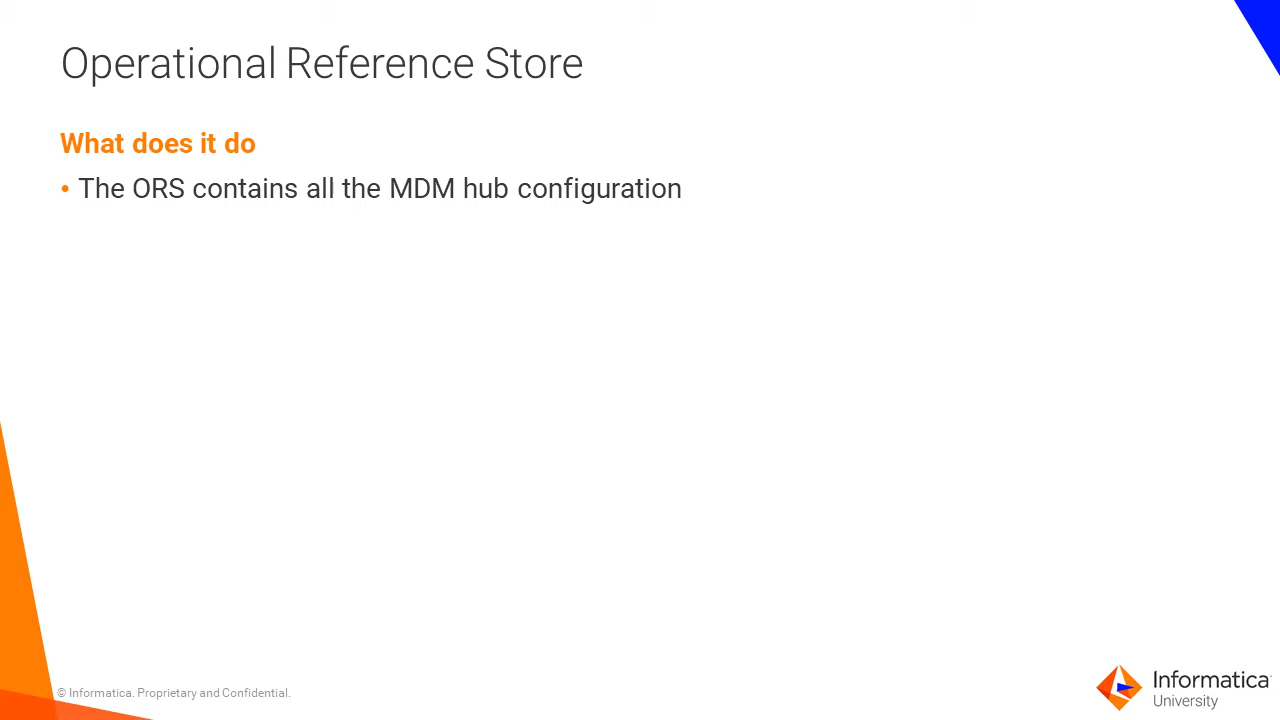 Operational Reference Store
What does it do
• The ORS contains all the MDM hub configuration
© Informatica. Proprietary and Confidential.
Informatica
University